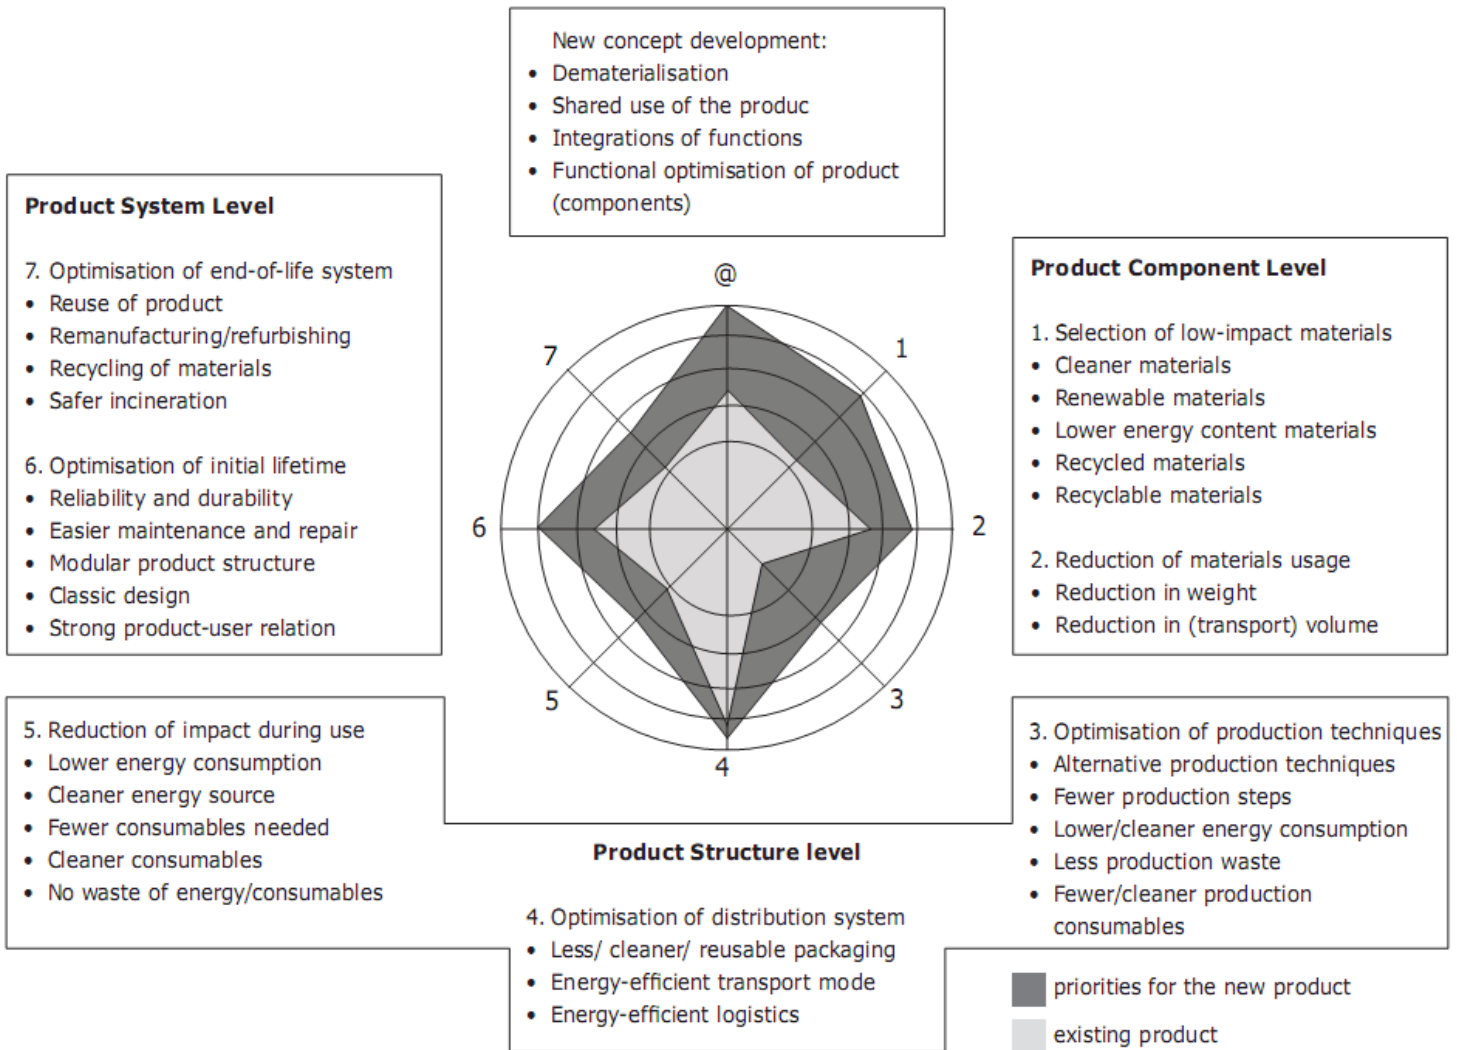 New concept development:
• Dematerialisation
• Shared use of the produc
• Integrations of functions
• Functional optimisation of product
(components)
Product System Level
7. Optimisation of end-of-life system
• Reuse of product
• Remanufacturing/refurbishing
• Recycling of materials
• Safer incineration
6. Optimisation of initial lifetime
• Reliability and durability
• Easier maintenance and repair
• Modular product structure
• Classic design
• Strong product-user relation
@
1
2
3
4
5
6
7
Product Component Level
1. Selection of low-impact materials
• Cleaner materials
• Renewable materials
• Lower energy content materials
• Recycled materials
• Recyclable materials
2. Reduction of materials usage
• Reduction in weight
• Reduction in (transport) volume
5. Reduction of impact during use
• Lower energy consumption
• Cleaner energy source
• Fewer consumables needed
• Cleaner consumables
• No waste of energy/consumables
Product Structure level
4. Optimisation of distribution system
• Less/ cleaner/ reusable packaging
• Energy-efficient transport mode
• Energy-efficient logistics
3. Optimisation of production techniques
• Alternative production techniques
• Fewer production steps
• Lower/cleaner energy consumption
• Less production waste
• Fewer/cleaner production
consumables
priorities for the new product
existing product